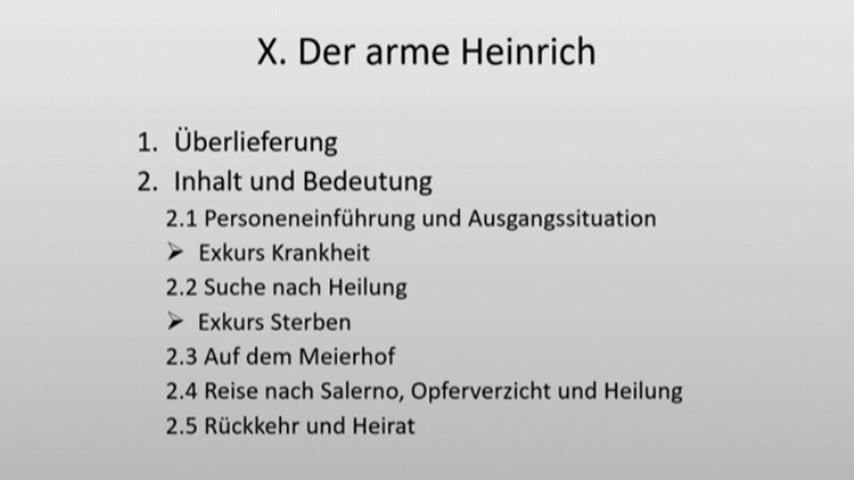 X. Der arme Heinrich
1. Überlieferung
2. Inhalt und Bedeutung
2.1 Personeneinführung und Ausgangssituation
➢ Exkurs Krankheit
2.2 Suche nach Heilung
➢ Exkurs Sterben
2.3 Auf dem Meierhof
2.4 Reise nach Salerno, Opferverzicht und Heilung
2.5 Rückkehr und Heirat